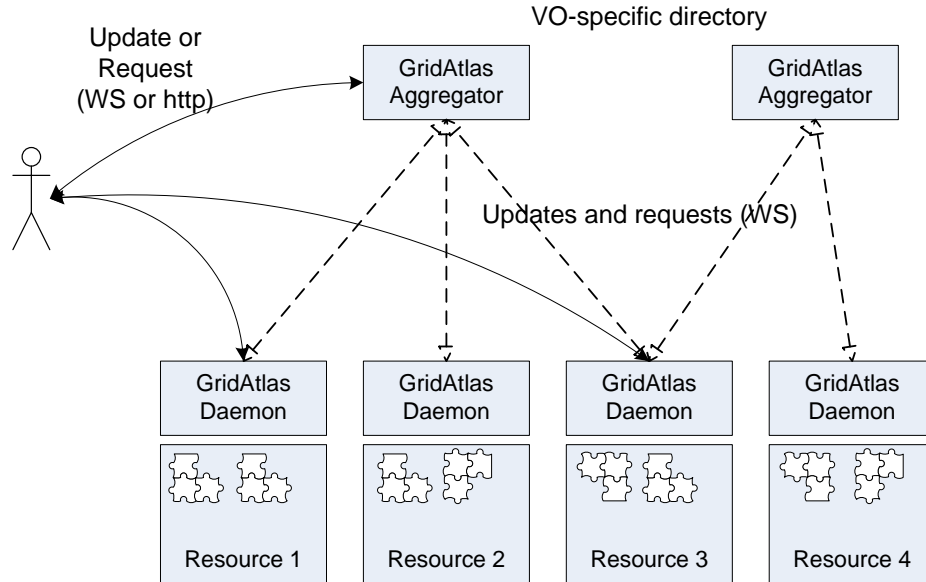 VO-specific directory
Update or
Request
(WS or http)
GridAtlas
Aggregator
GridAtlas
Aggregator
Updates and requests (WS)
GridAtlas
Daemon
GridAtlas
Daemon
GridAtlas
Daemon
GridAtlas
Daemon
Resource 1
Resource 2
Resource 3
Resource 4